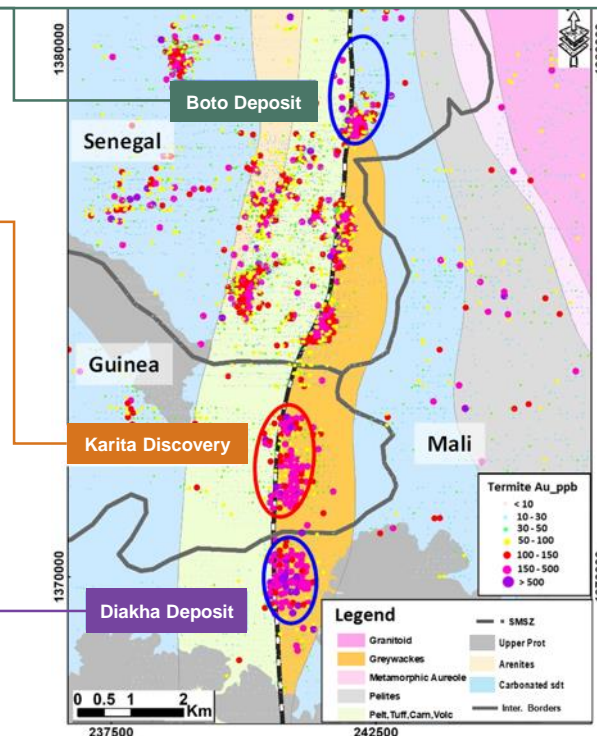 1380000
Boto Deposit
Senegal
Guinea
Karita Discovery
Mali
Termite Au_ppb
< 10
10 - 30
30 - 50
50 - 100
100 - 150
150 - 500
> 500
1370000
Diakha Deposit
Legend
Granitoid
Greywackes
Metamorphic Aureole
Pelites
Pelt,Tuff,Carn,Volc
SMSZ
Upper Prot
Arenites
Carbonated sdt
Inter. Borders
0 0.5 1 2
Km
237500
242500